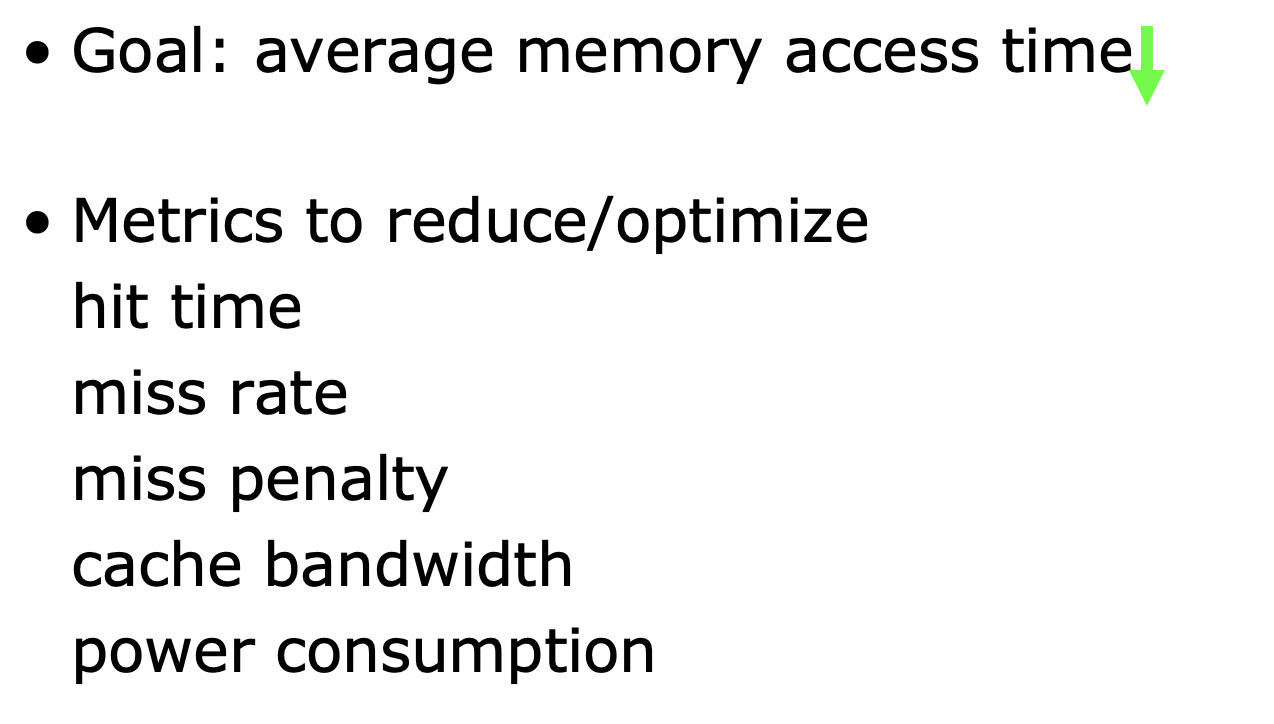 • Goal: average memory access time
• Metrics to reduce/optimize
hit time
miss rate
miss penalty
cache bandwidth
power consumption